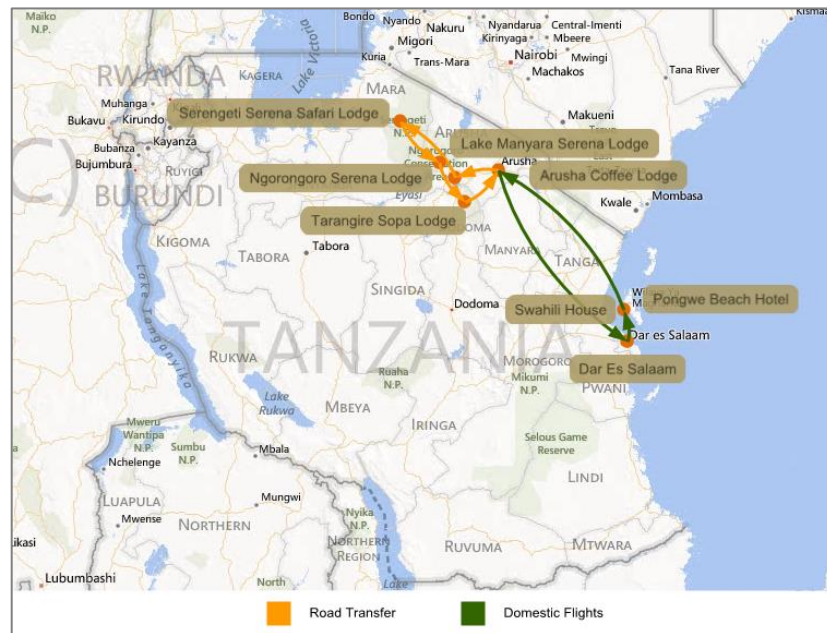 Maiko
N.P.
Bondo
Nyando
Nakuru
Nyandarua
Central-Imenti
Kismayo
Migori
Kirinyaga
Mbeere
Kuria
Trans-Mara
Nairobi
Mwingi
Machakos
Tana River
Lake Victoria
KAGERA
MARA
RWANDA
Muhanga
Bukavu
Kirundo
Bubanza
Kayanza
Bujumbura
RUYIGI
BURUNDI
C)
Makueni
Serengeti Serena Safari Lodge
Lake Manyara Serena Lodge
Arusha
Ngorongoro Serena Lodge
Arusha Coffee Lodge
Eyasi
Tarangire Sopa Lodge
Kwale
Mombasa
KIGOMA
TABORA
Tabora
MANYARA
TANGA
SINGIDA
Dodoma
Lake Tanganyika
TANZANIA
Swahili House
Pongwe Beach Hotel
Dar es Salaam
Dar Es Salaam
MOROGORO
Mikumi
N.P.
PWANI
RUKWA
Ruaha
N.P.
Lake
Rukwa
MBEYA
IRINGA
Selous Game
Reserve
Mweru
Wantipa
N.P.
Sumbu
N.P.
Mbala
Nchelenge
LINDI
LUAPULA
Mwense
Mungwi
NORTHERN
Nyika
N.P.
NORTHERN
REGION
RUVUMA
MTWARA
Likasi
Lubumbashi
North
Lake
Road Transfer
Domestic Flights